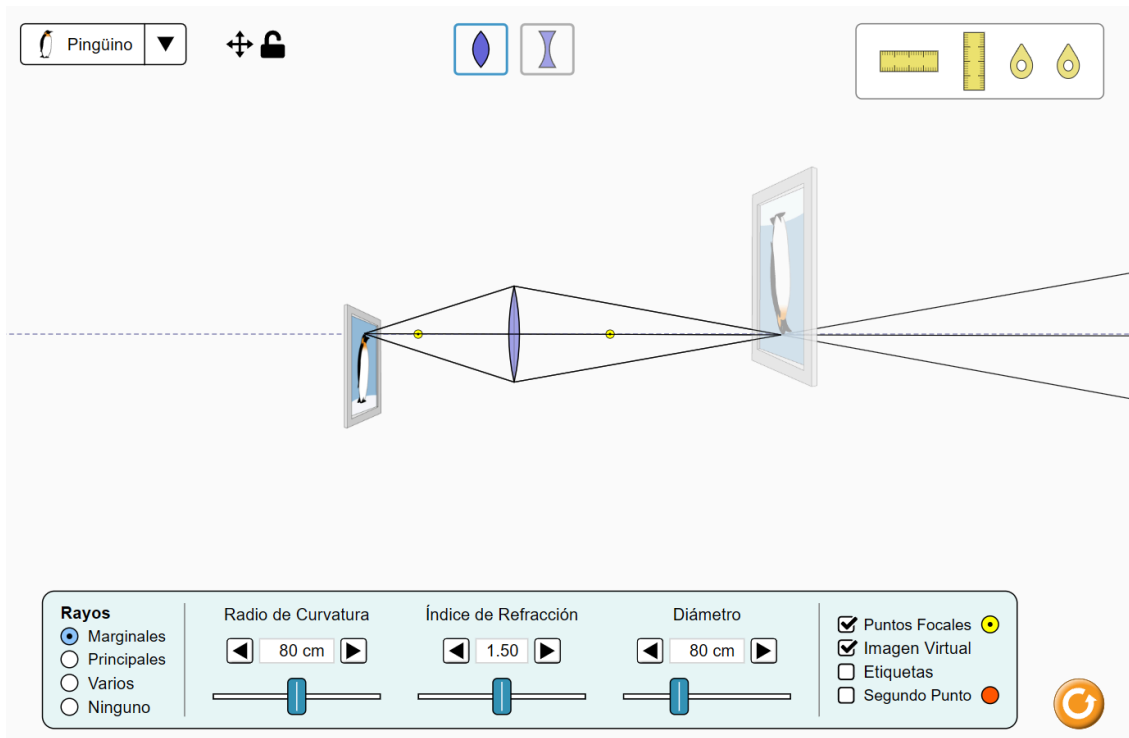 Pingüino
Rayos
Marginales
Principales
Varios
Ninguno
Radio de Curvatura
80 cm
Índice de Refracción
1.50
Diámetro
80 cm
Puntos Focales
Imagen Virtual
Etiquetas
Segundo Punto